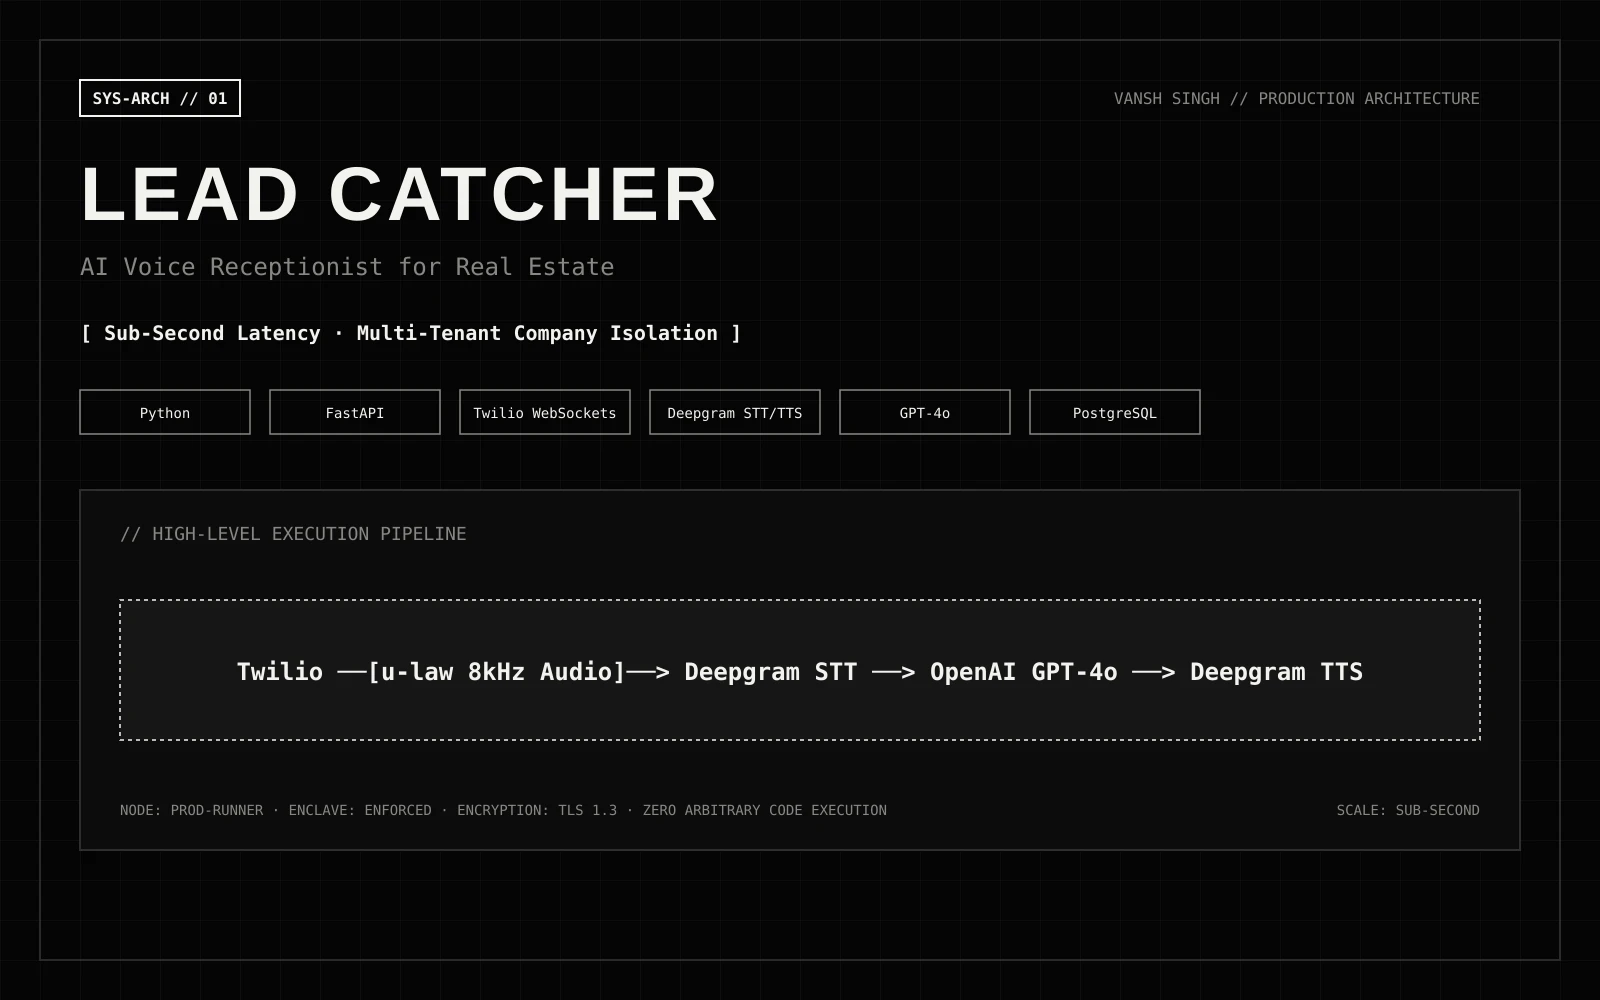 SYS-ARCH // 01
VANSH SINGH // PRODUCTION ARCHITECTURE
LEAD CATCHER
AI Voice Receptionist for Real Estate
[ Sub-Second Latency · Multi-Tenant Company Isolation ]
Python
FastAPI
Twilio WebSockets
Deepgram STT/TTS
GPT-4o
PostgreSQL
// HIGH-LEVEL EXECUTION PIPELINE
Twilio ──[u-law 8kHz Audio]──> Deepgram STT ──> OpenAI GPT-4o ──> Deepgram TTS
NODE: PROD-RUNNER · ENCLAVE: ENFORCED · ENCRYPTION: TLS 1.3 · ZERO ARBITRARY CODE EXECUTION
SCALE: SUB-SECOND